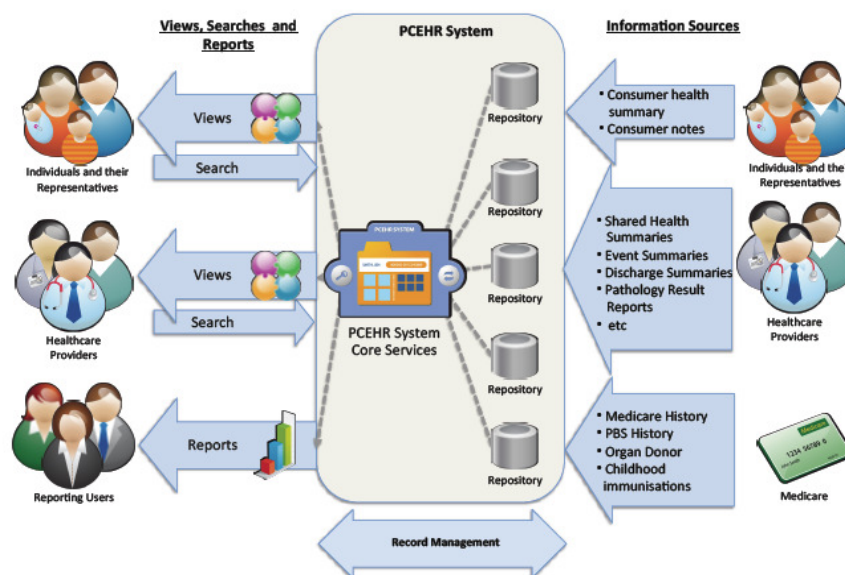 Views, Searches and
Reports
PCEHR System
Information Sources
Views
Search
Individuals and their
Representatives
Repository
• Consumer health
summary
• Consumer notes
Individuals and the
Representatives
Repository
PCEHR SYSTEM
Views
Search
Healthcare
Providers
PCEHR System
Core Services
Repository
• Shared Health
Summaries
• Event Summaries
• Discharge Summaries
• Pathology Result
Reports
• etc
Healthcare
Providers
Repository
Reports
Reporting Users
Repository
• Medicare History
• PBS History
• Organ Donor
• Childhood
immunisations
Medicare
Medicare
Record Management